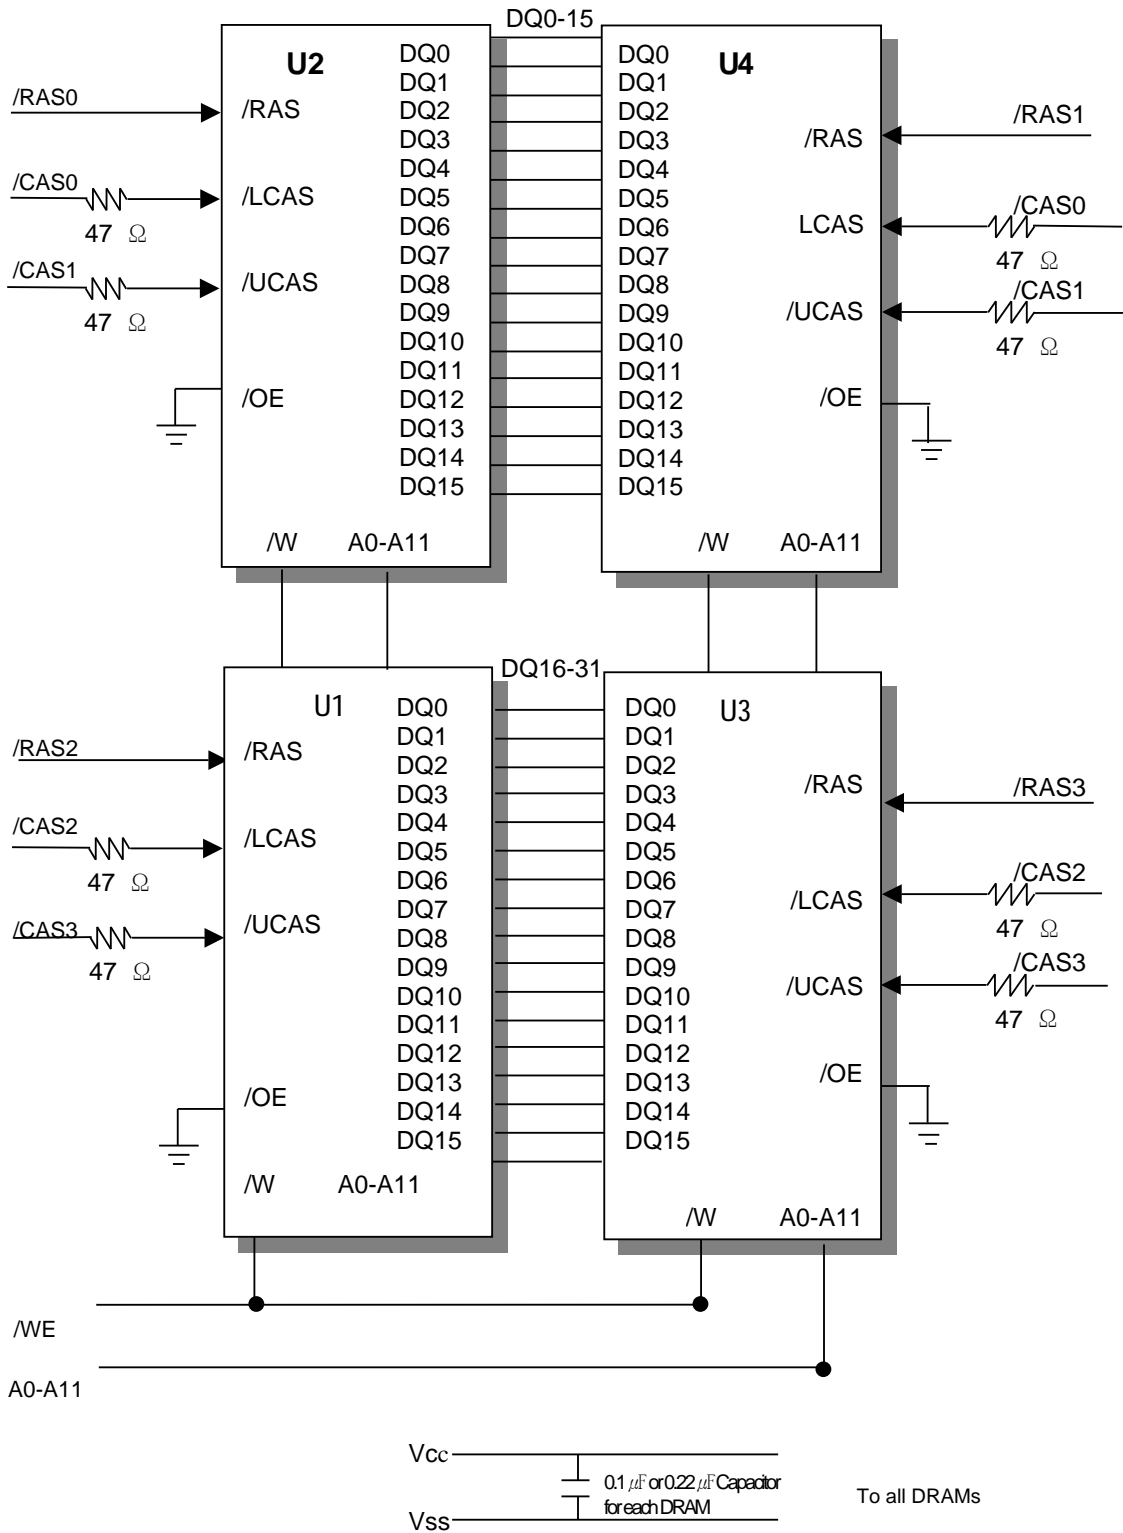 DQ0-15
U2
DQ0
DQ1
DQ2
DQ3
DQ4
DQ5
DQ6
DQ7
DQ8
DQ9
DQ10
DQ11
DQ12
DQ13
DQ14
DQ15
/RAS0
/RAS
/CAS0
/LCAS
47 Ω
/CAS1
/UCAS
47 Ω
/OE
/W A0-A11
U4
DQ0
DQ1
DQ2
DQ3
DQ4
DQ5
DQ6
DQ7
DQ8
DQ9
DQ10
DQ11
DQ12
DQ13
DQ14
DQ15
/RAS1
/RAS
/CAS0
LCAS
47 Ω
/CAS1
/UCAS
47 Ω
/OE
/W A0-A11
DQ16-31
U1
DQ0
DQ1
DQ2
DQ3
DQ4
DQ5
DQ6
DQ7
DQ8
DQ9
DQ10
DQ11
DQ12
DQ13
DQ14
DQ15
/RAS2
/RAS
/CAS2
/LCAS
47 Ω
/CAS3
/UCAS
47 Ω
/OE
/W A0-A11
U3
DQ0
DQ1
DQ2
DQ3
DQ4
DQ5
DQ6
DQ7
DQ8
DQ9
DQ10
DQ11
DQ12
DQ13
DQ14
DQ15
/RAS
/RAS3
/CAS2
/LCAS
47 Ω
/CAS3
/UCAS
47 Ω
/OE
/W A0-A11
/WE
A0-A11
Vcc
0.1 μF or 0.22 μF Capacitor
for each DRAM
To all DRAMs
Vss